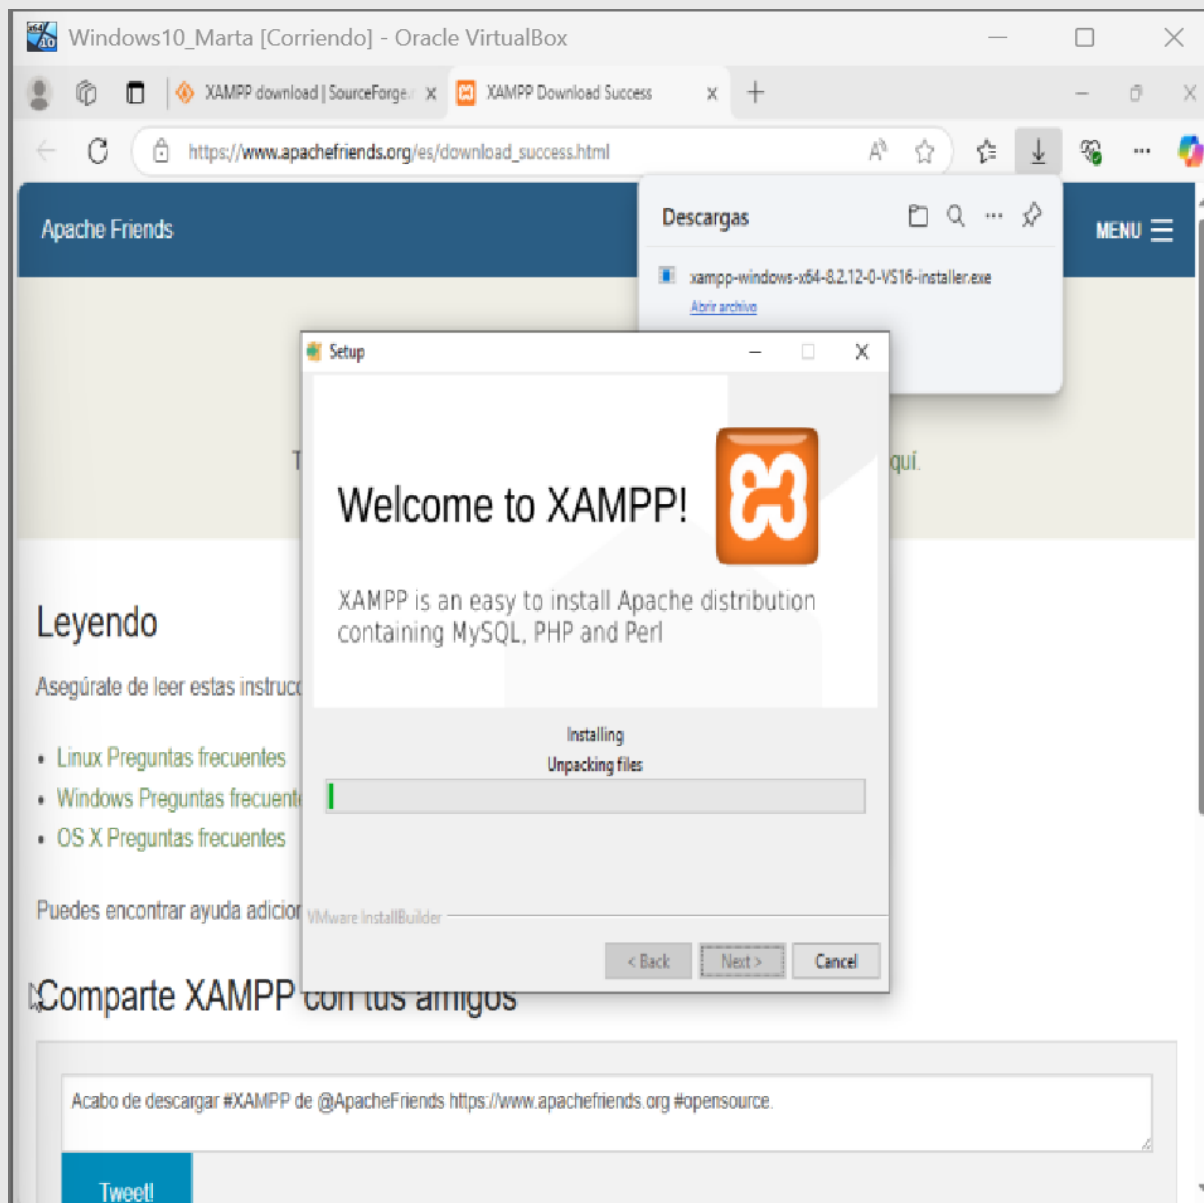 Windows10_Marta [Corriendo] - Oracle VirtualBox
XAMPP download | SourceForge.
XAMPP Download Success
https://www.apachefriends.org/es/download_success.html
Apache Friends
MENU
Descargas
xampp-windows-x64-8.2.12-0-VS16-installer.exe
Abrir archivo
Setup
Welcome to XAMPP!
XAMPP is an easy to install Apache distribution
containing MySQL, PHP and Perl
Installing
Unpacking files
VMware InstallBuilder
< Back
Next >
Cancel
T
quí.
Leyendo
Asegúrate de leer estas instrucc
Linux Preguntas frecuentes
Windows Preguntas frecuent
OS X Preguntas frecuentes
Puedes encontrar ayuda adicior
Comparte XAMPP con tus amigos
Acabo de descargar #XAMPP de @ApacheFriends https://www.apachefriends.org #opensource.
Tweet!